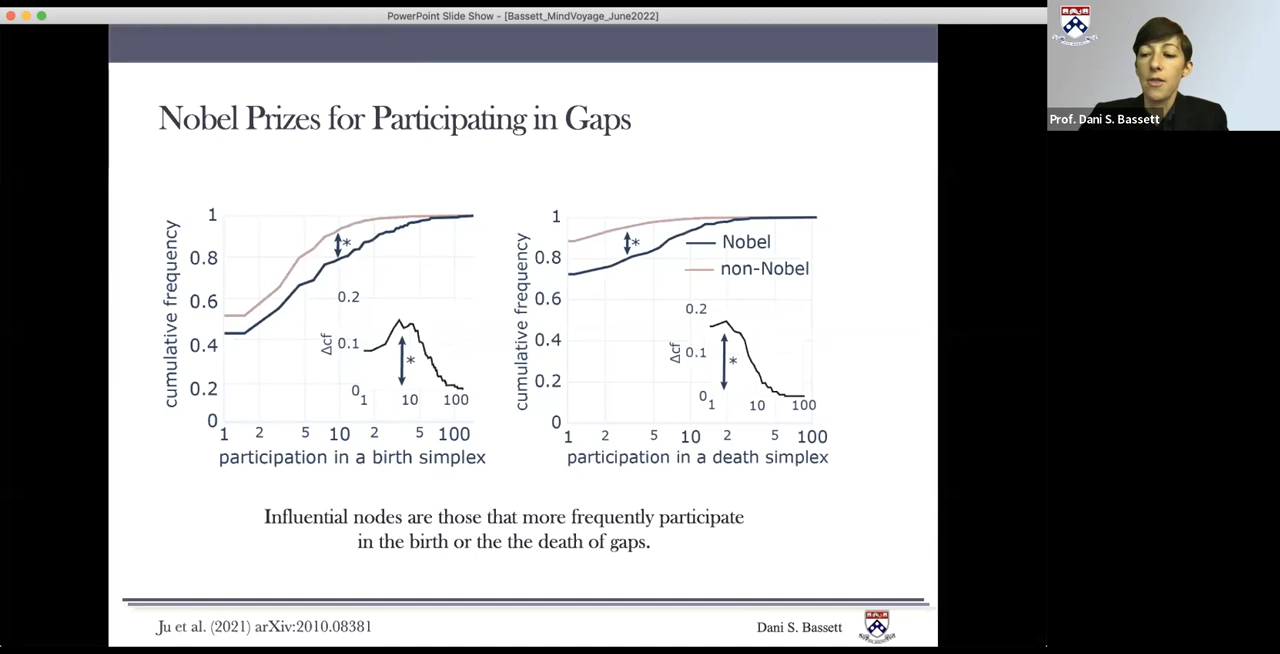 PowerPoint Slide Show - [Bassett_MindVoyage_June2022]
Prof. Dani S. Bassett
Nobel Prizes for Participating in Gaps
cumulative frequency
1
0.8
0.6
0.4
0.2
0
1 2 5 10 2 5 100
participation in a birth simplex
*
Δcf
0.2
0.1
0
1 10 100
*
cumulative frequency
1
0.8
0.6
0.4
0.2
0
1 2 5 10 2 5 100
participation in a death simplex
*
Nobel
non-Nobel
Δcf
0.2
0.1
0
1 10 100
*
Influential nodes are those that more frequently participate
in the birth or the the death of gaps.
Ju et al. (2021) arXiv:2010.08381
Dani S. Bassett